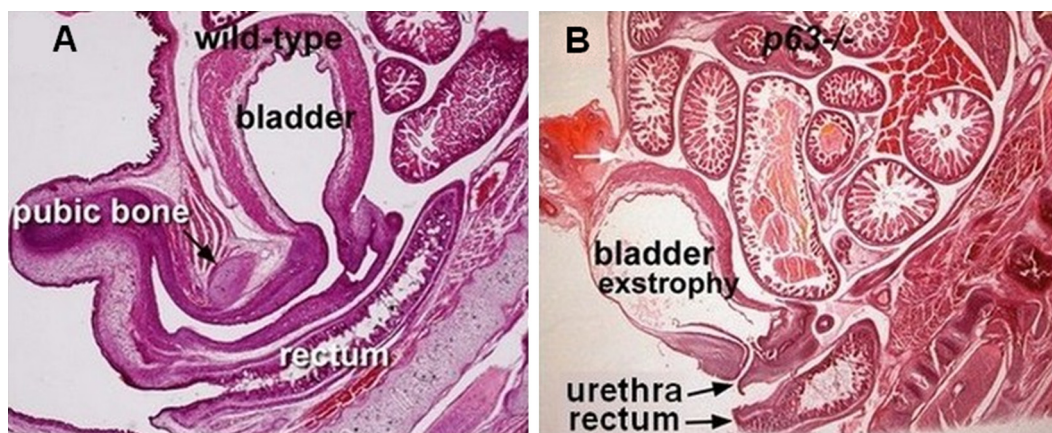 A
wild-type
bladder
pubic bone
rectum
B
p63-/-
bladder
exstrophy
urethra
rectum